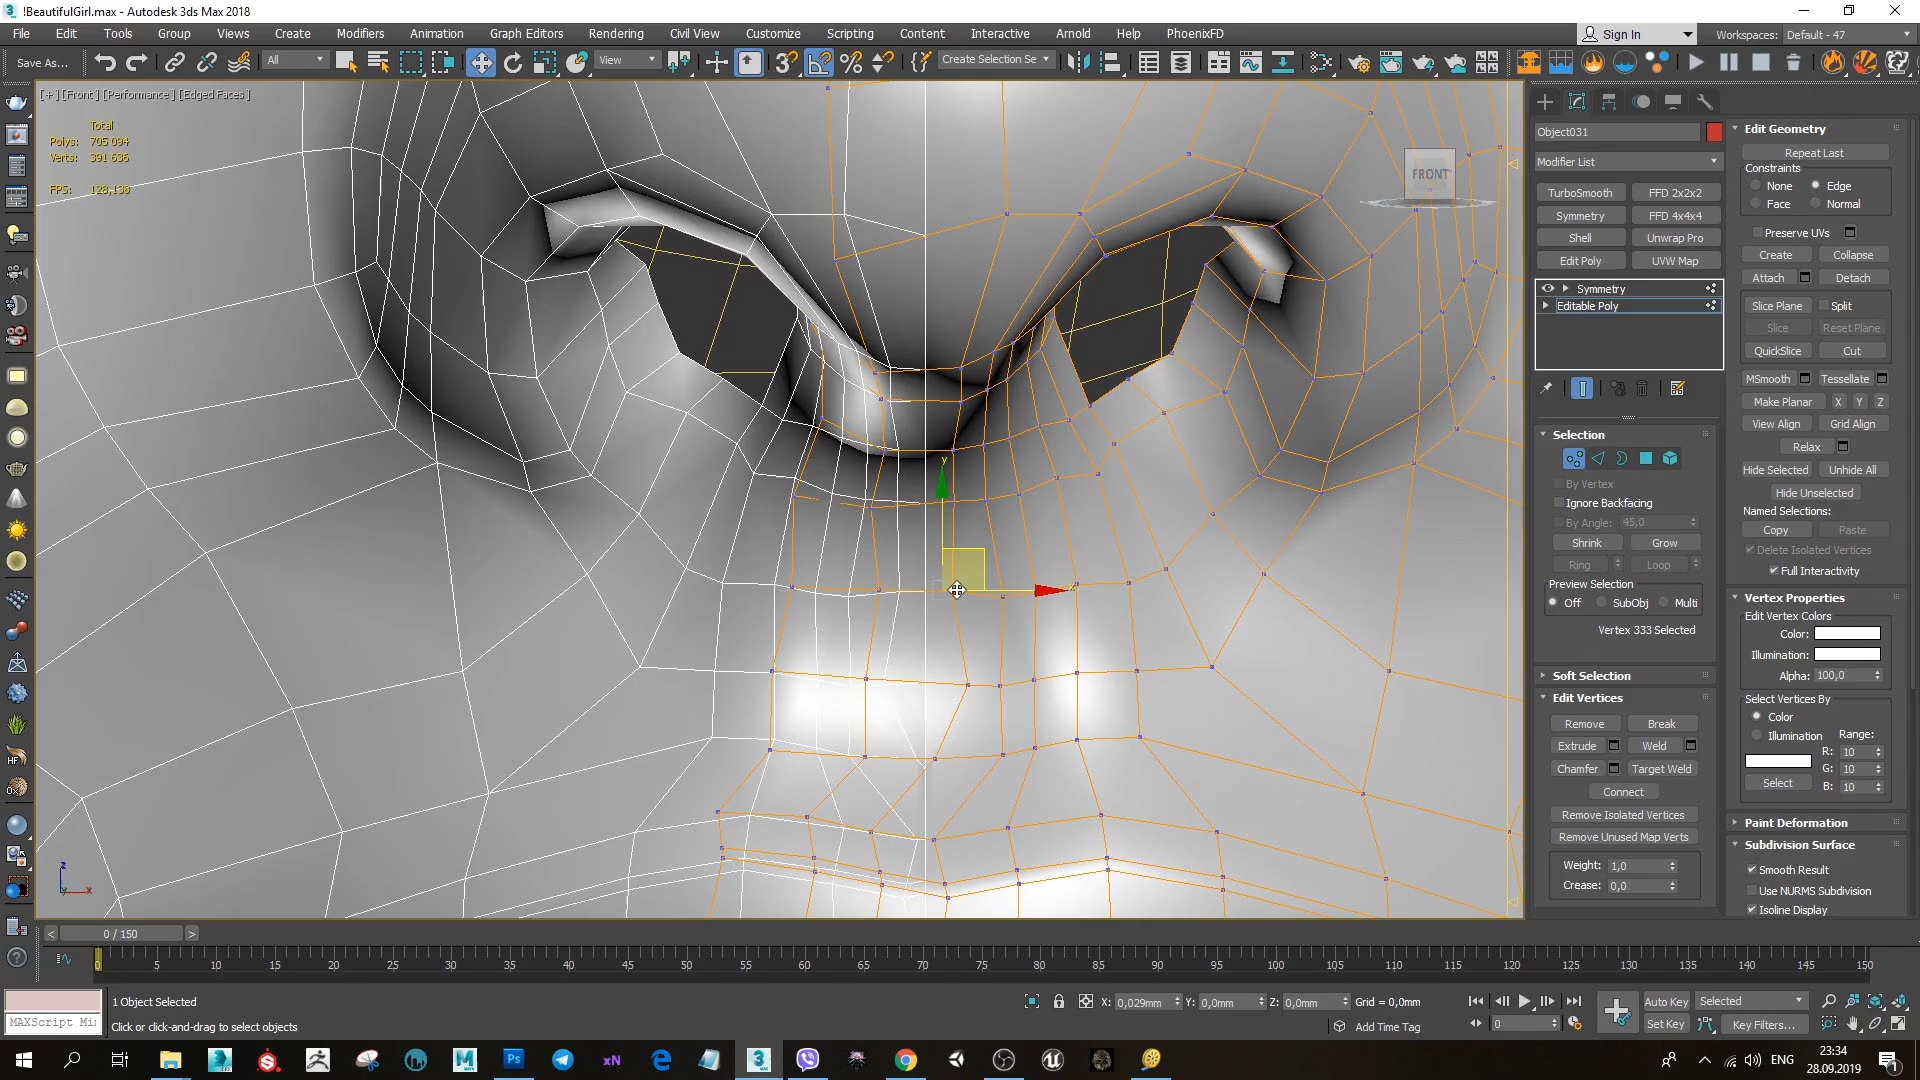 !BeautifulGirl.max - Autodesk 3ds Max 2018
File Edit Tools Group Views Create Modifiers Animation Graph Editors Rendering Civil View Customize Scripting Content Interactive Arnold Help PhoenixFD
Sign In
Workspaces: Default - 47
Save As...
All
View
Create Selection Se
[+] [Front] [Performance] [Edged Faces]
Total
Polys: 705 094
Verts: 391 636
FPS: 128,138
FRONT
y
x
z
x
Object031
Modifier List
TurboSmooth FFD 2x2x2
Symmetry FFD 4x4x4
Shell Unwrap Pro
Edit Poly UVW Map
Symmetry
Editable Poly
Selection
By Vertex
Ignore Backfacing
By Angle: 45,0
Shrink Grow
Ring Loop
Preview Selection
Off SubObj Multi
Vertex 333 Selected
Soft Selection
Edit Vertices
Remove Break
Extrude Weld
Chamfer Target Weld
Connect
Remove Isolated Vertices
Remove Unused Map Verts
Weight: 1,0
Crease: 0,0
Edit Geometry
Repeat Last
Constraints
None Edge
Face Normal
Preserve UVs
Create Collapse
Attach Detach
Slice Plane Split
Slice Reset Plane
QuickSlice Cut
MSmooth Tessellate
Make Planar X Y Z
View Align Grid Align
Relax
Hide Selected Unhide All
Hide Unselected
Named Selections:
Copy Paste
Delete Isolated Vertices
Full Interactivity
Vertex Properties
Edit Vertex Colors
Color:
Illumination:
Alpha: 100,0
Select Vertices By
Color
Illumination Range:
R: 10
G: 10
Select B: 10
Paint Deformation
Subdivision Surface
Smooth Result
Use NURMS Subdivision
Isoline Display
< 0 / 150 >
0 5 10 15 20 25 30 35 40 45 50 55 60 65 70 75 80 85 90 95 100 105 110 115 120 125 130 135 140 145 150
1 Object Selected
MAXScript Mi
Click or click-and-drag to select objects
X: 0,029mm Y: 0,0mm Z: 0,0mm Grid = 0,0mm
Add Time Tag
0
Auto Key Selected
Set Key Key Filters...
ENG
23:34
28.09.2019